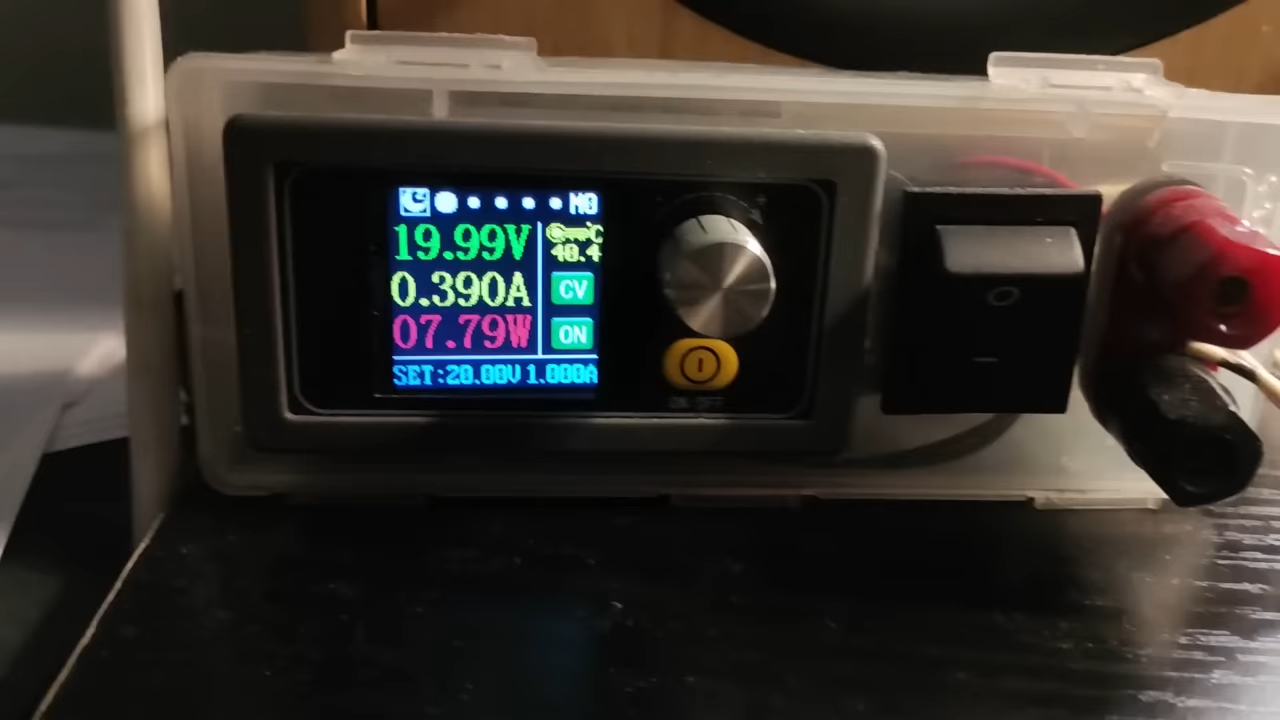 M0
19.99V
C
40.4
0.390A
CV
07.79W
ON
SET:20.00V 1.000A
ON/OFF